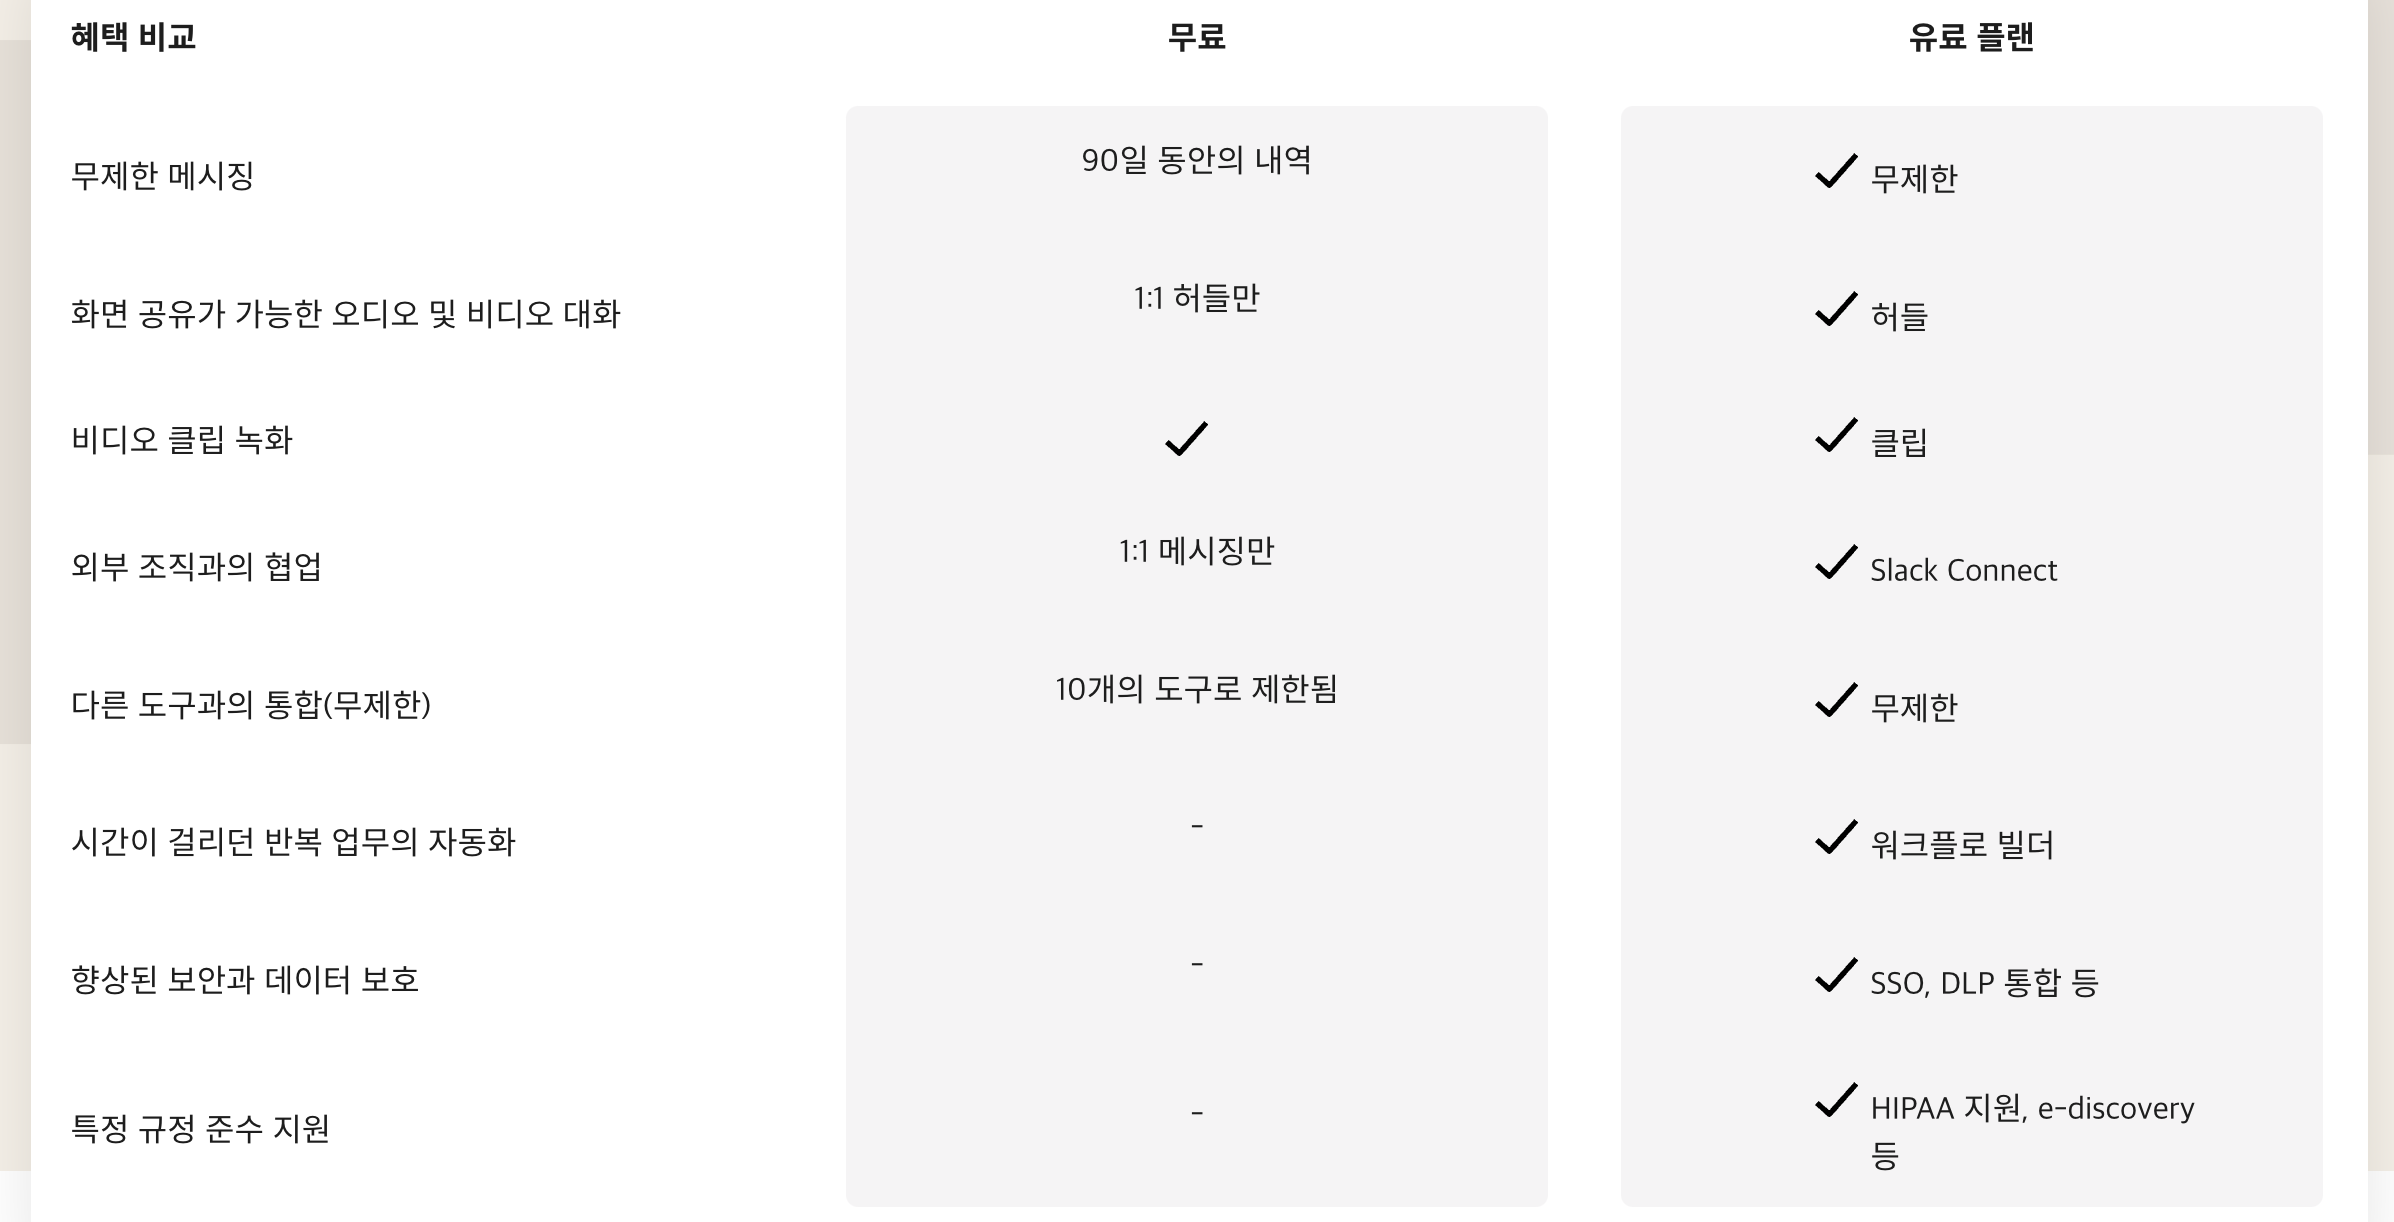 혜택 비교 무료 유료 플랜
무제한 메시징 90일 동안의 내역 무제한
화면 공유가 가능한 오디오 및 비디오 대화 1:1 허들만 허들
비디오 클립 녹화 클립
외부 조직과의 협업 1:1 메시징만 Slack Connect
다른 도구과의 통합(무제한) 10개의 도구로 제한됨 무제한
시간이 걸리던 반복 업무의 자동화 - 워크플로 빌더
향상된 보안과 데이터 보호 - SSO, DLP 통합 등
특정 규정 준수 지원 - HIPAA 지원, e-discovery
등